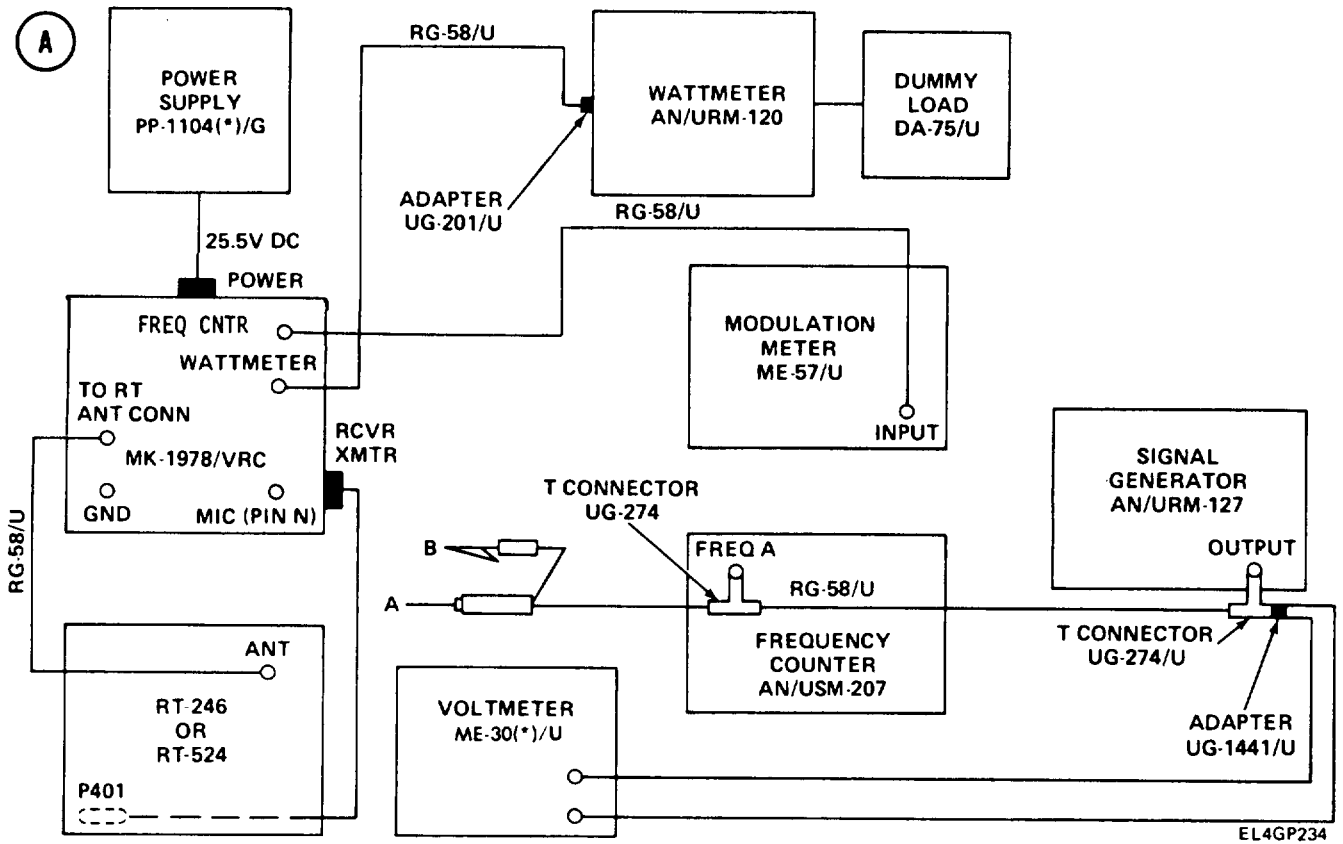 A
POWER
SUPPLY
PP-1104(*)/G
RG-58/U
WATTMETER
AN/URM-120
DUMMY
LOAD
DA-75/U
ADAPTER
UG-201/U
RG-58/U
25.5V DC
POWER
FREQ CNTR
WATTMETER
TO RT
ANT CONN
MK-1978/VRC
GND
MIC (PIN N)
RCVR
XMTR
MODULATION
METER
ME-57/U
INPUT
SIGNAL
GENERATOR
AN/URM-127
OUTPUT
T CONNECTOR
UG-274
B
A
FREQ A
RG-58/U
FREQUENCY
COUNTER
AN/USM-207
T CONNECTOR
UG-274/U
ADAPTER
UG-1441/U
RG-58/U
ANT
RT-246
OR
RT-524
P401
VOLTMETER
ME-30(*)/U
EL4GP234